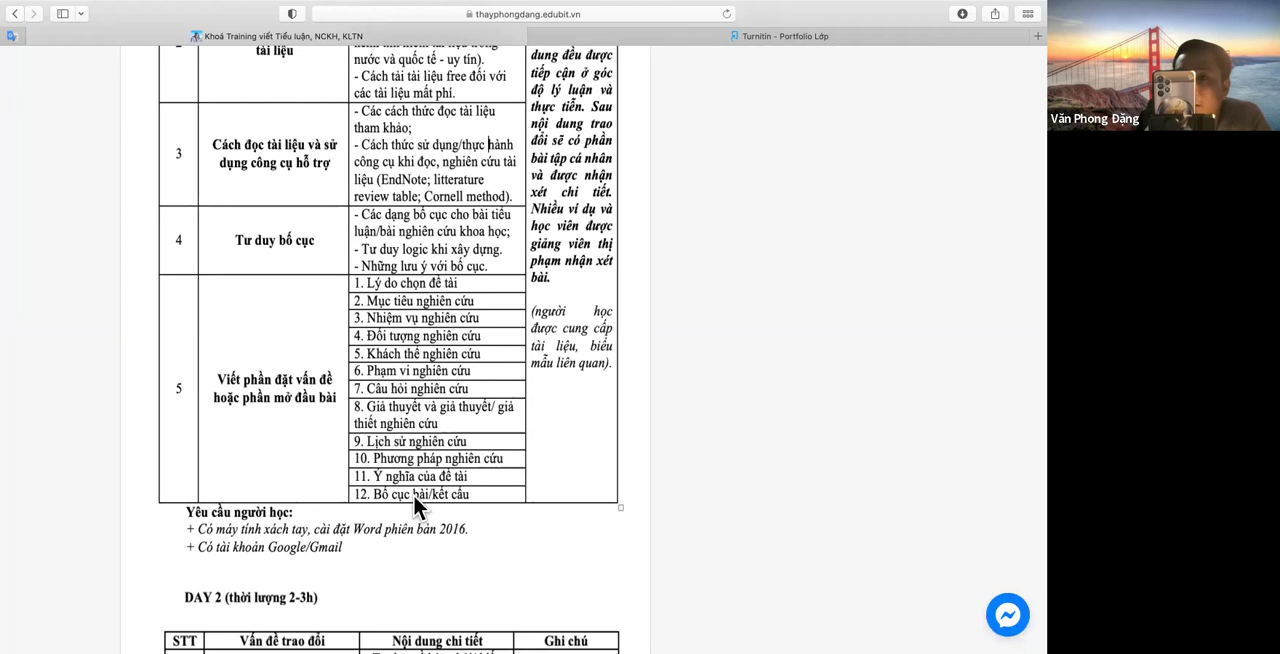 thayphongdang.edubit.vn
Khoá Training viết Tiểu luận, NCKH, KLTN
Turnitin - Portfolio Lớp
Văn Phong Đặng
tài liệu
nước và quốc tế - uy tín).
- Cách tải tài liệu free đối với
các tài liệu mất phí.
3
Cách đọc tài liệu và sử
dụng công cụ hỗ trợ
- Các cách thức đọc tài liệu
tham khảo;
- Cách thức sử dụng/thực hành
công cụ khi đọc, nghiên cứu tài
liệu (EndNote; litterature
review table; Cornell method).
4
Tư duy bố cục
- Các dạng bố cục cho bài tiểu
luận/bài nghiên cứu khoa học;
- Tư duy logic khi xây dựng.
- Những lưu ý với bố cục.
5
Viết phần đặt vấn đề
hoặc phần mở đầu bài
1. Lý do chọn đề tài
2. Mục tiêu nghiên cứu
3. Nhiệm vụ nghiên cứu
4. Đối tượng nghiên cứu
5. Khách thể nghiên cứu
6. Phạm vi nghiên cứu
7. Câu hỏi nghiên cứu
8. Giả thuyết và giả thuyết/ giả
thiết nghiên cứu
9. Lịch sử nghiên cứu
10. Phương pháp nghiên cứu
11. Ý nghĩa của đề tài
12. Bố cục bài/kết cấu
dung đều được
tiếp cận ở góc
độ lý luận và
thực tiễn. Sau
nội dung trao
đổi sẽ có phần
bài tập cá nhân
và được nhận
xét chi tiết.
Nhiều ví dụ và
học viên được
giảng viên thị
phạm nhận xét
bài.
(người học
được cung cấp
tài liệu, biểu
mẫu liên quan).
Yêu cầu người học:
+ Có máy tính xách tay, cài đặt Word phiên bản 2016.
+ Có tài khoản Google/Gmail
DAY 2 (thời lượng 2-3h)
STT
Vấn đề trao đổi
Nội dung chi tiết
Ghi chú